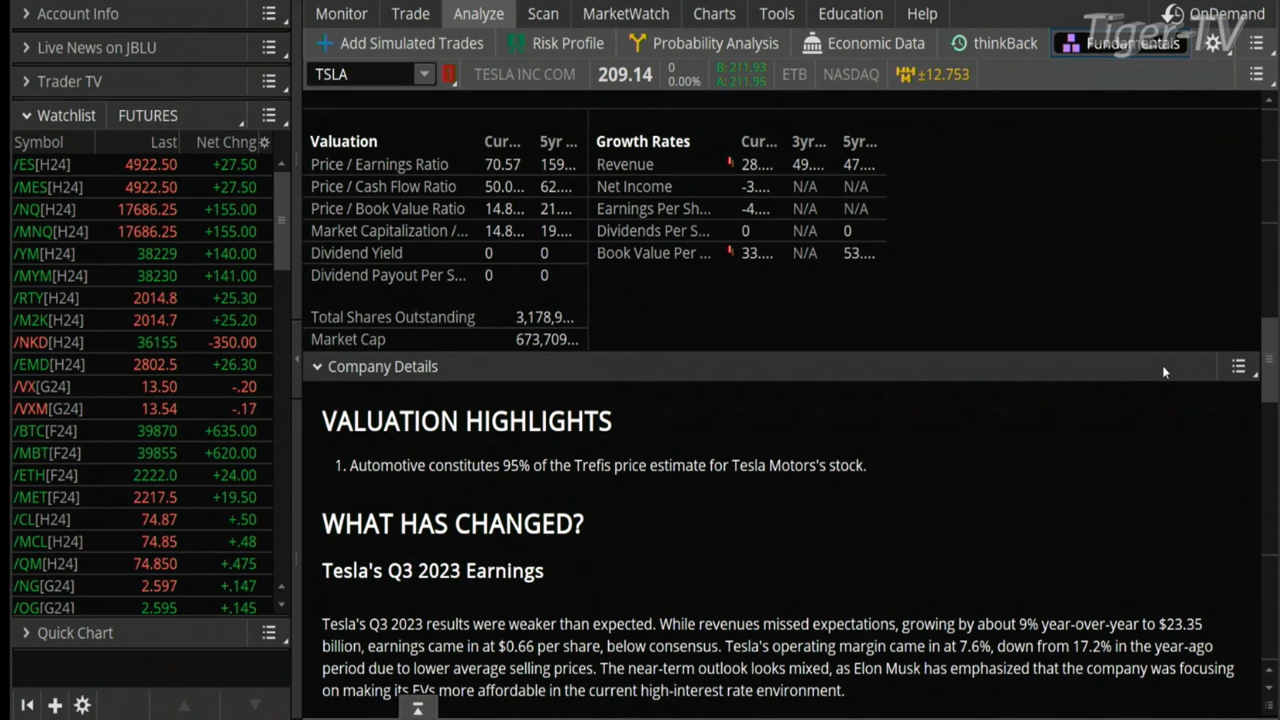 Account Info
Live News on JBLU
Trader TV
Watchlist FUTURES
Symbol Last Net Chng
/ES[H24] 4922.50 +27.50
/MES[H24] 4922.50 +27.50
/NQ[H24] 17686.25 +155.00
/MNQ[H24] 17686.25 +155.00
/YM[H24] 38229 +140.00
/MYM[H24] 38230 +141.00
/RTY[H24] 2014.8 +25.30
/M2K[H24] 2014.7 +25.20
/NKD[H24] 36155 -350.00
/EMD[H24] 2802.5 +26.30
/VX[G24] 13.50 -.20
/VXM[G24] 13.54 -.17
/BTC[F24] 39870 +635.00
/MBT[F24] 39855 +620.00
/ETH[F24] 2222.0 +24.00
/MET[F24] 2217.5 +19.50
/CL[H24] 74.87 +.50
/MCL[H24] 74.85 +.48
/QM[H24] 74.850 +.475
/NG[G24] 2.597 +.147
/QG[G24] 2.595 +.145
Quick Chart
Monitor Trade Analyze Scan MarketWatch Charts Tools Education Help OnDemand
Tiger-TV
Add Simulated Trades Risk Profile Probability Analysis Economic Data thinkBack Fundamentals
TSLA TESLA INC COM 209.14 0 0.00% B: 211.93 A: 211.95 ETB NASDAQ ±12.753
Valuation Cur... 5yr ...
Price / Earnings Ratio 70.57 159...
Price / Cash Flow Ratio 50.0... 62....
Price / Book Value Ratio 14.8... 21....
Market Capitalization /... 14.8... 19....
Dividend Yield 0 0
Dividend Payout Per S... 0 0
Total Shares Outstanding 3,178,9...
Market Cap 673,709...
Growth Rates Cur... 3yr... 5yr...
Revenue 28.... 49.... 47....
Net Income -3.... N/A N/A
Earnings Per Sh... -4.... N/A N/A
Dividends Per S... 0 N/A 0
Book Value Per ... 33.... N/A 53....
Company Details
VALUATION HIGHLIGHTS
1. Automotive constitutes 95% of the Trefis price estimate for Tesla Motors's stock.
WHAT HAS CHANGED?
Tesla's Q3 2023 Earnings
Tesla's Q3 2023 results were weaker than expected. While revenues missed expectations, growing by about 9% year-over-year to $23.35
billion, earnings came in at $0.66 per share, below consensus. Tesla's operating margin came in at 7.6%, down from 17.2% in the year-ago
period due to lower average selling prices. The near-term outlook looks mixed, as Elon Musk has emphasized that the company was focusing
on making its EVs more affordable in the current high-interest rate environment.